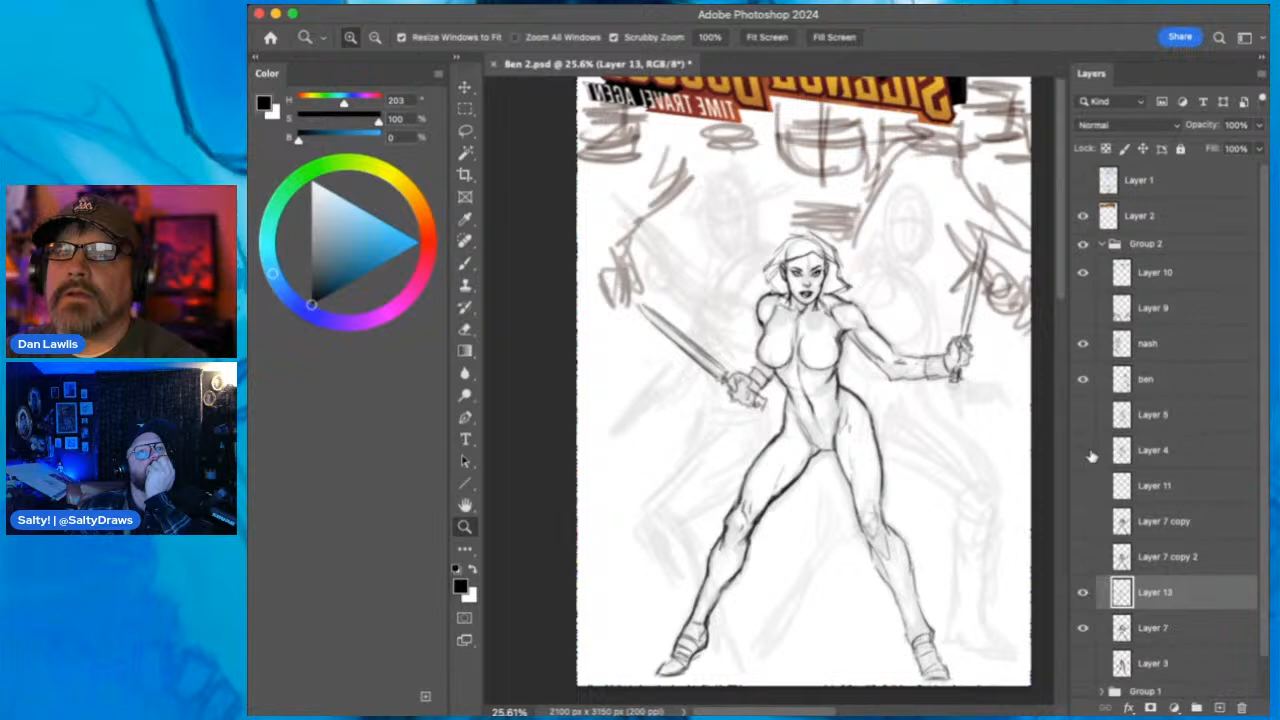 Adobe Photoshop 2024
Resize Windows to Fit
Zoom All Windows
Scrubby Zoom
100%
Fit Screen
Fill Screen
Share
Color
× Ben 2.psd @ 25.6% (Layer 13, RGB/8*) *
Layers
H 203 °
S 100 %
B 0 %
TIME TRAVEL AGEN
Kind
Normal
Opacity: 100%
Lock:
Fill: 100%
Layer 1
Layer 2
Group 2
Layer 10
Layer 9
nash
ben
Layer 5
Layer 4
Layer 11
Layer 7 copy
Layer 7 copy 2
Layer 13
Layer 7
Layer 3
Group 1
Dan Lawlis
Salty! | @SaltyDraws
25.61%
2100 px x 3150 px (200 ppi)